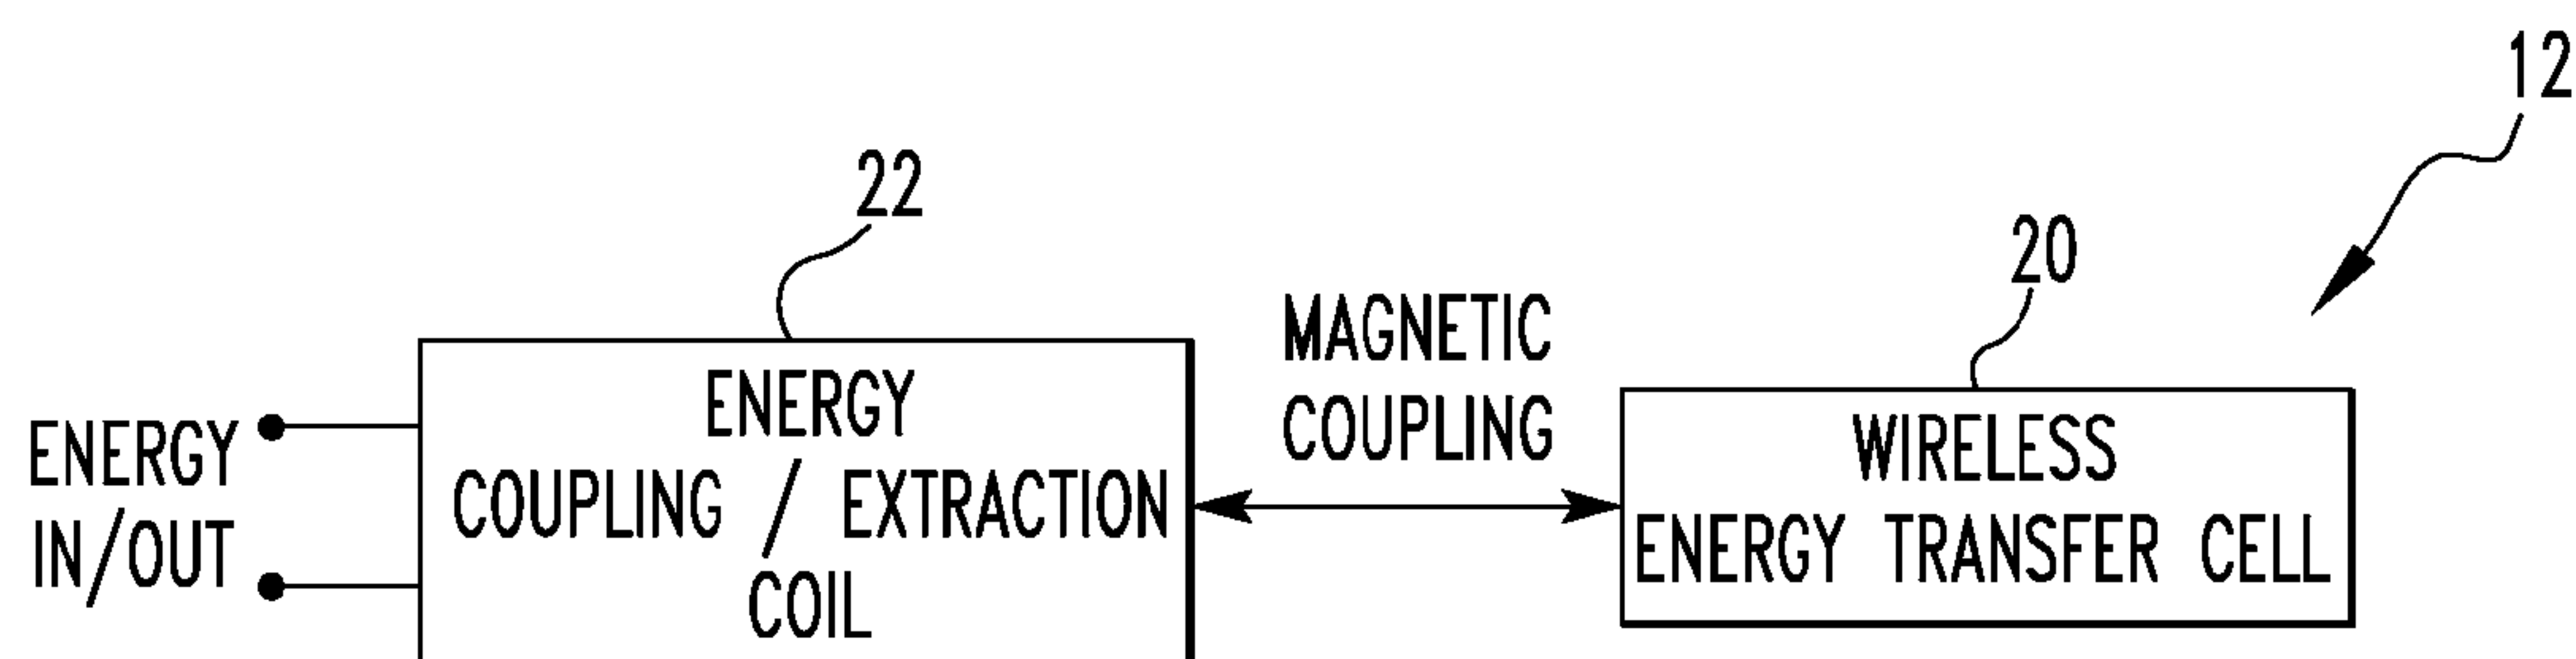 12
22
20
MAGNETIC
COUPLING
ENERGY
IN/OUT
ENERGY
COUPLING / EXTRACTION
COIL
WIRELESS
ENERGY TRANSFER CELL